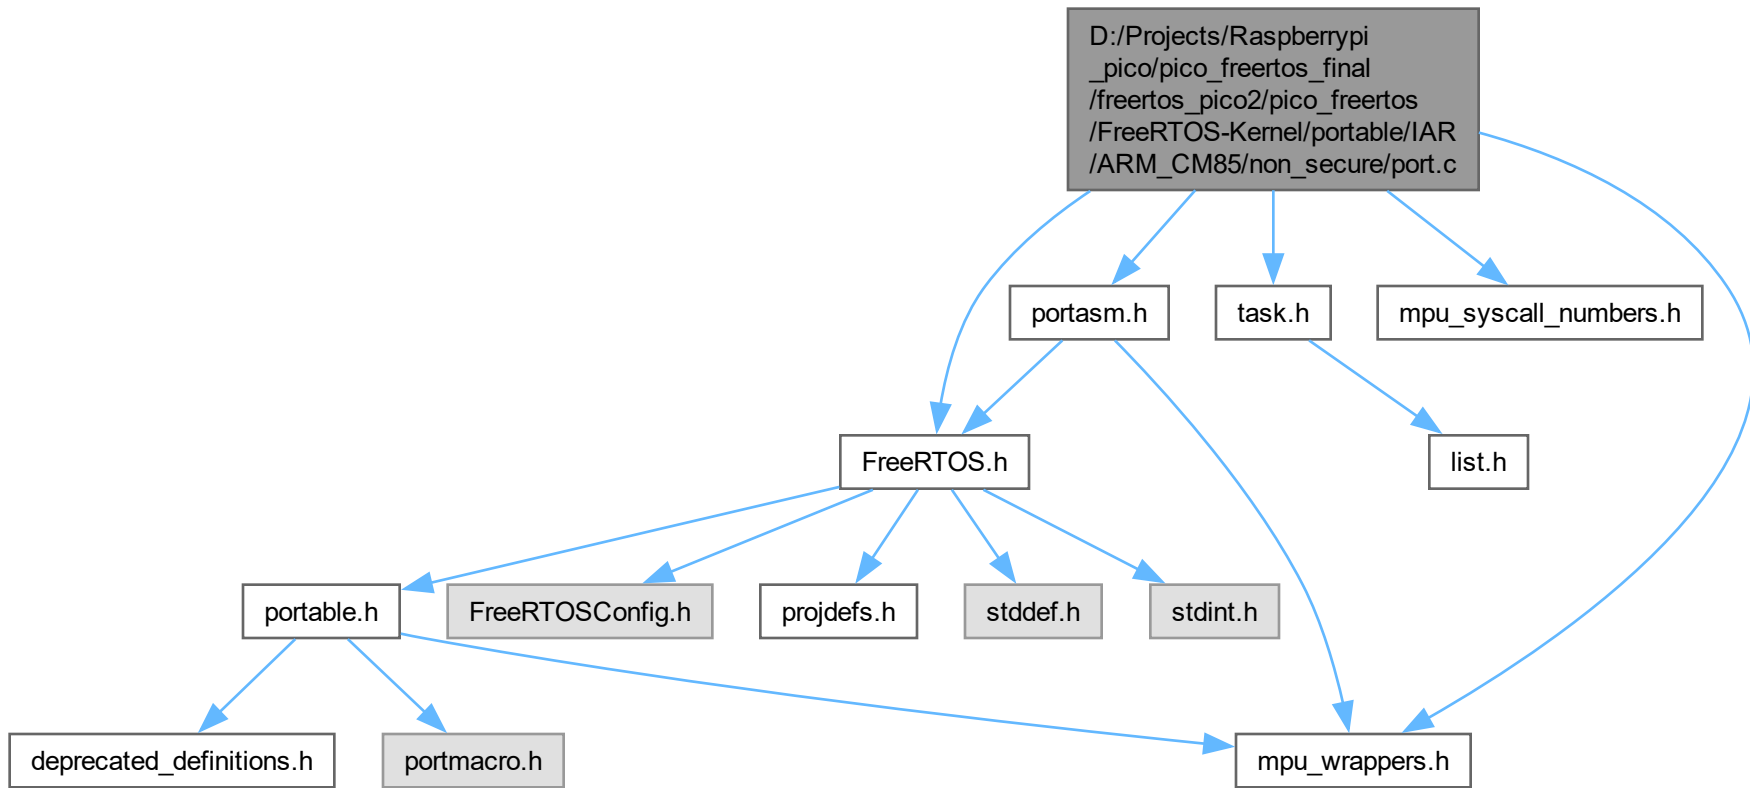 D:/Projects/Raspberrypi
_pico/pico_freertos_final
/freertos_pico2/pico_freertos
/FreeRTOS-Kernel/portable/IAR
/ARM_CM85/non_secure/port.c
portasm.h
task.h
mpu_syscall_numbers.h
FreeRTOS.h
list.h
portable.h
FreeRTOSConfig.h
projdefs.h
stddef.h
stdint.h
deprecated_definitions.h
portmacro.h
mpu_wrappers.h